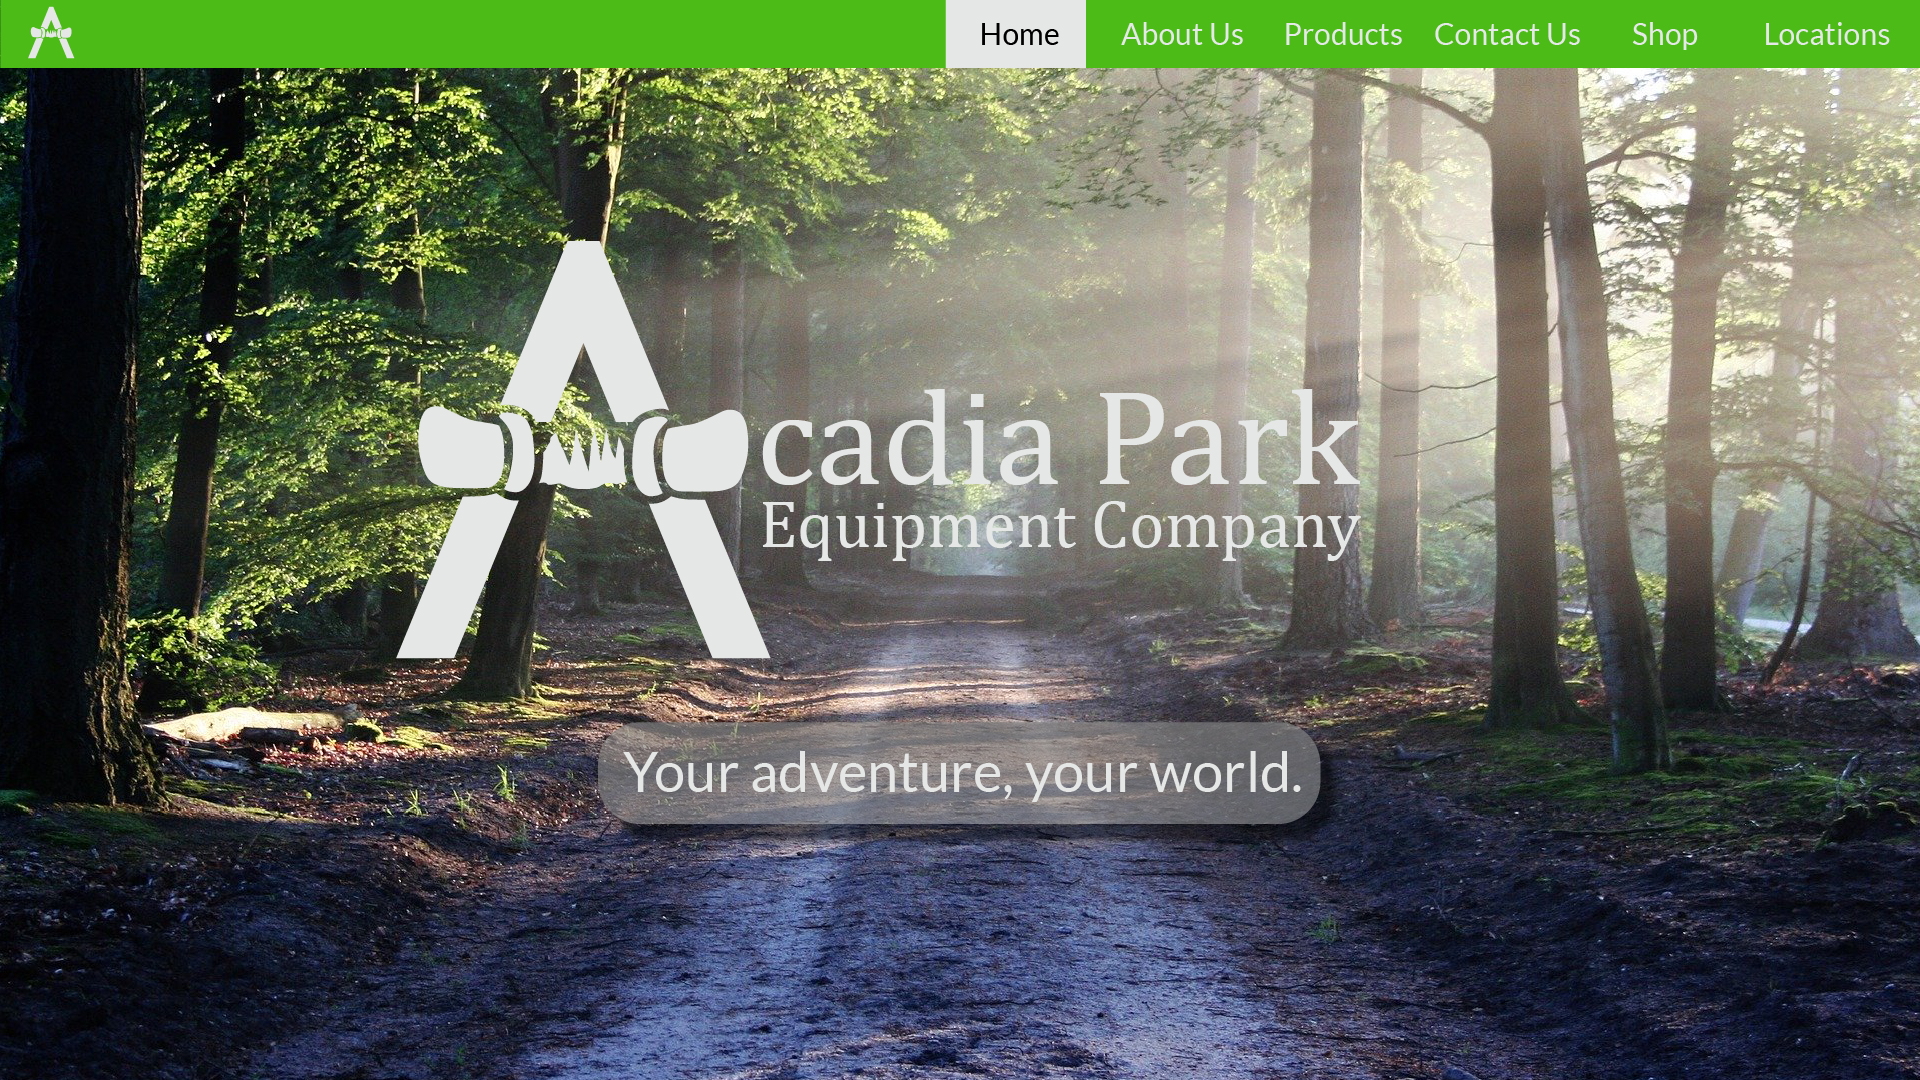 Home About Us Products Contact Us Shop Locations
Acadia Park
Equipment Company
Your adventure, your world.